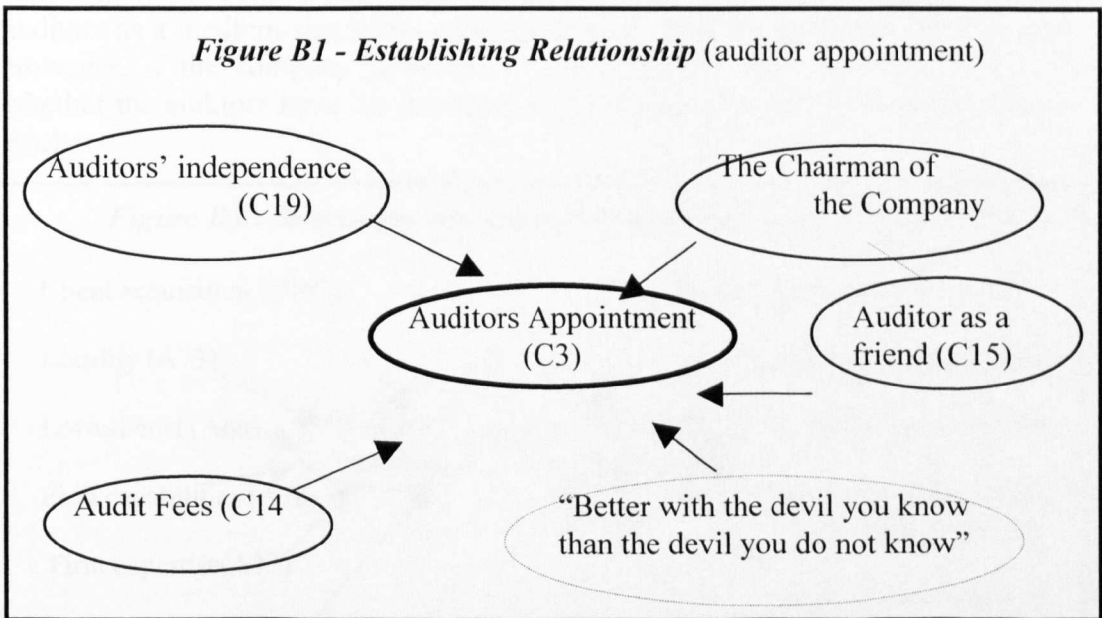 Figure B1 - Establishing Relationship (auditor appointment)
Auditors’ independence
(C19)
The Chairman of
the Company
Auditors Appointment
(C3)
Auditor as a
friend (C15)
Audit Fees (C14
“Better with the devil you know
than the devil you do not know”